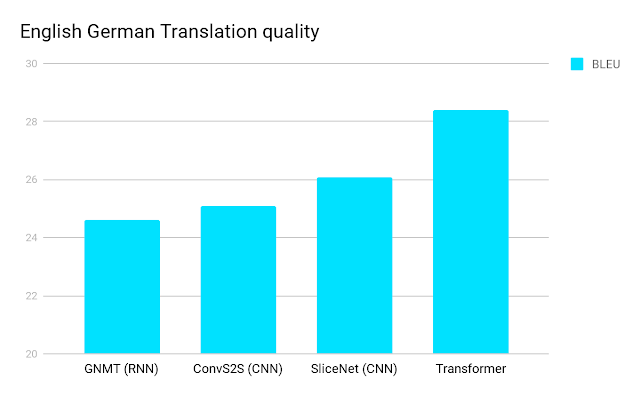 English German Translation quality
BLEU
30
28
26
24
22
20
GNMT (RNN)
ConvS2S (CNN)
SliceNet (CNN)
Transformer